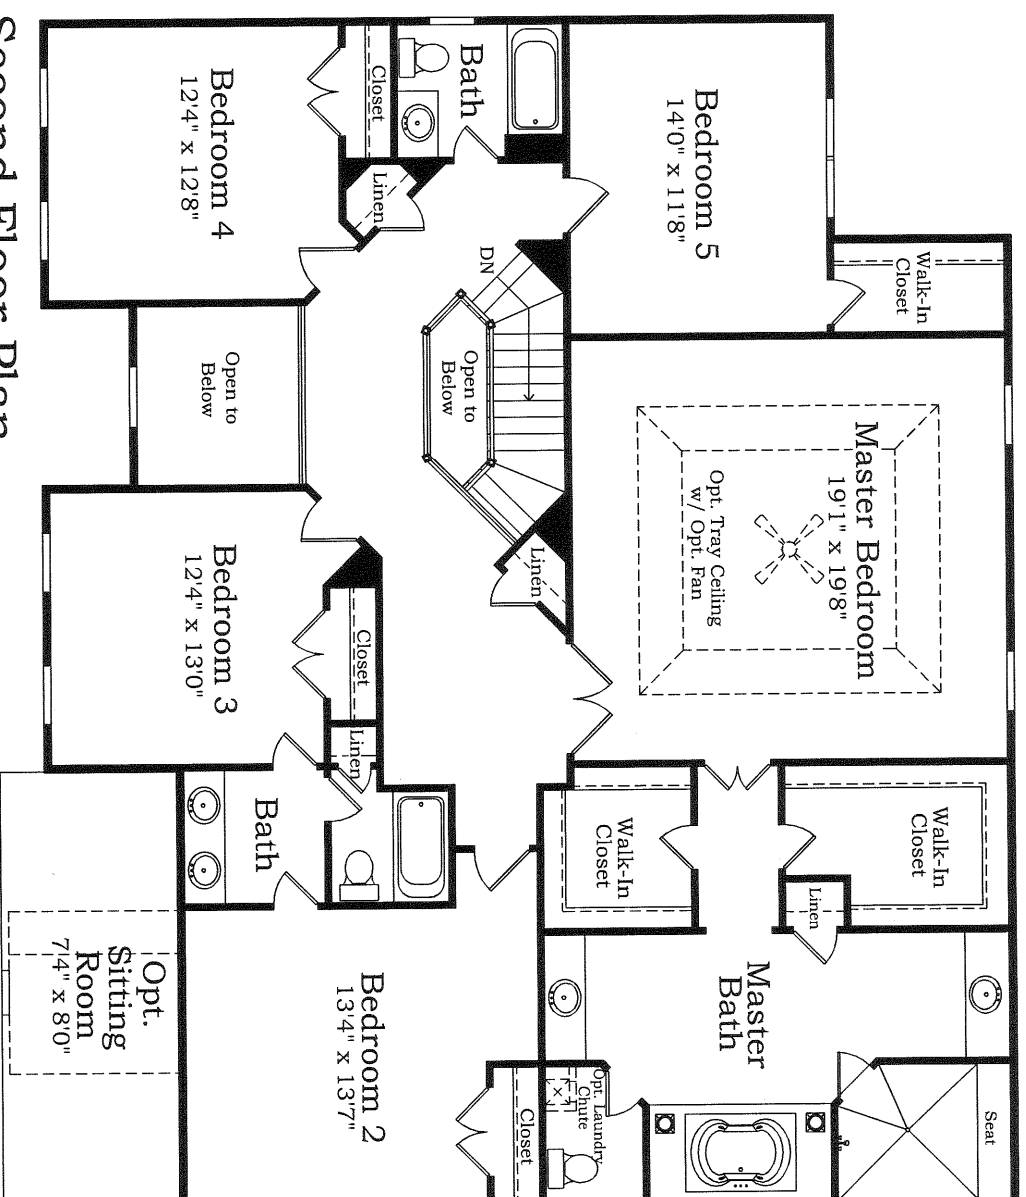 Second Floor Plan
Bedroom 4
12'4" x 12'8"
Closet
Bath
Linen
Bedroom 5
14'0" x 11'8"
Walk-In
Closet
DN
Open to
Below
Open to
Below
Linen
Master Bedroom
19'1" x 19'8"
Opt. Tray Ceiling
w/ Opt. Fan
Bedroom 3
12'4" x 13'0"
Closet
Linen
Bath
Walk-In
Closet
Walk-In
Closet
Linen
Master
Bath
Opt.
Sitting
Room
7'4" x 8'0"
Bedroom 2
13'4" x 13'7"
Closet
Opt. Laundry
Chute
Seat